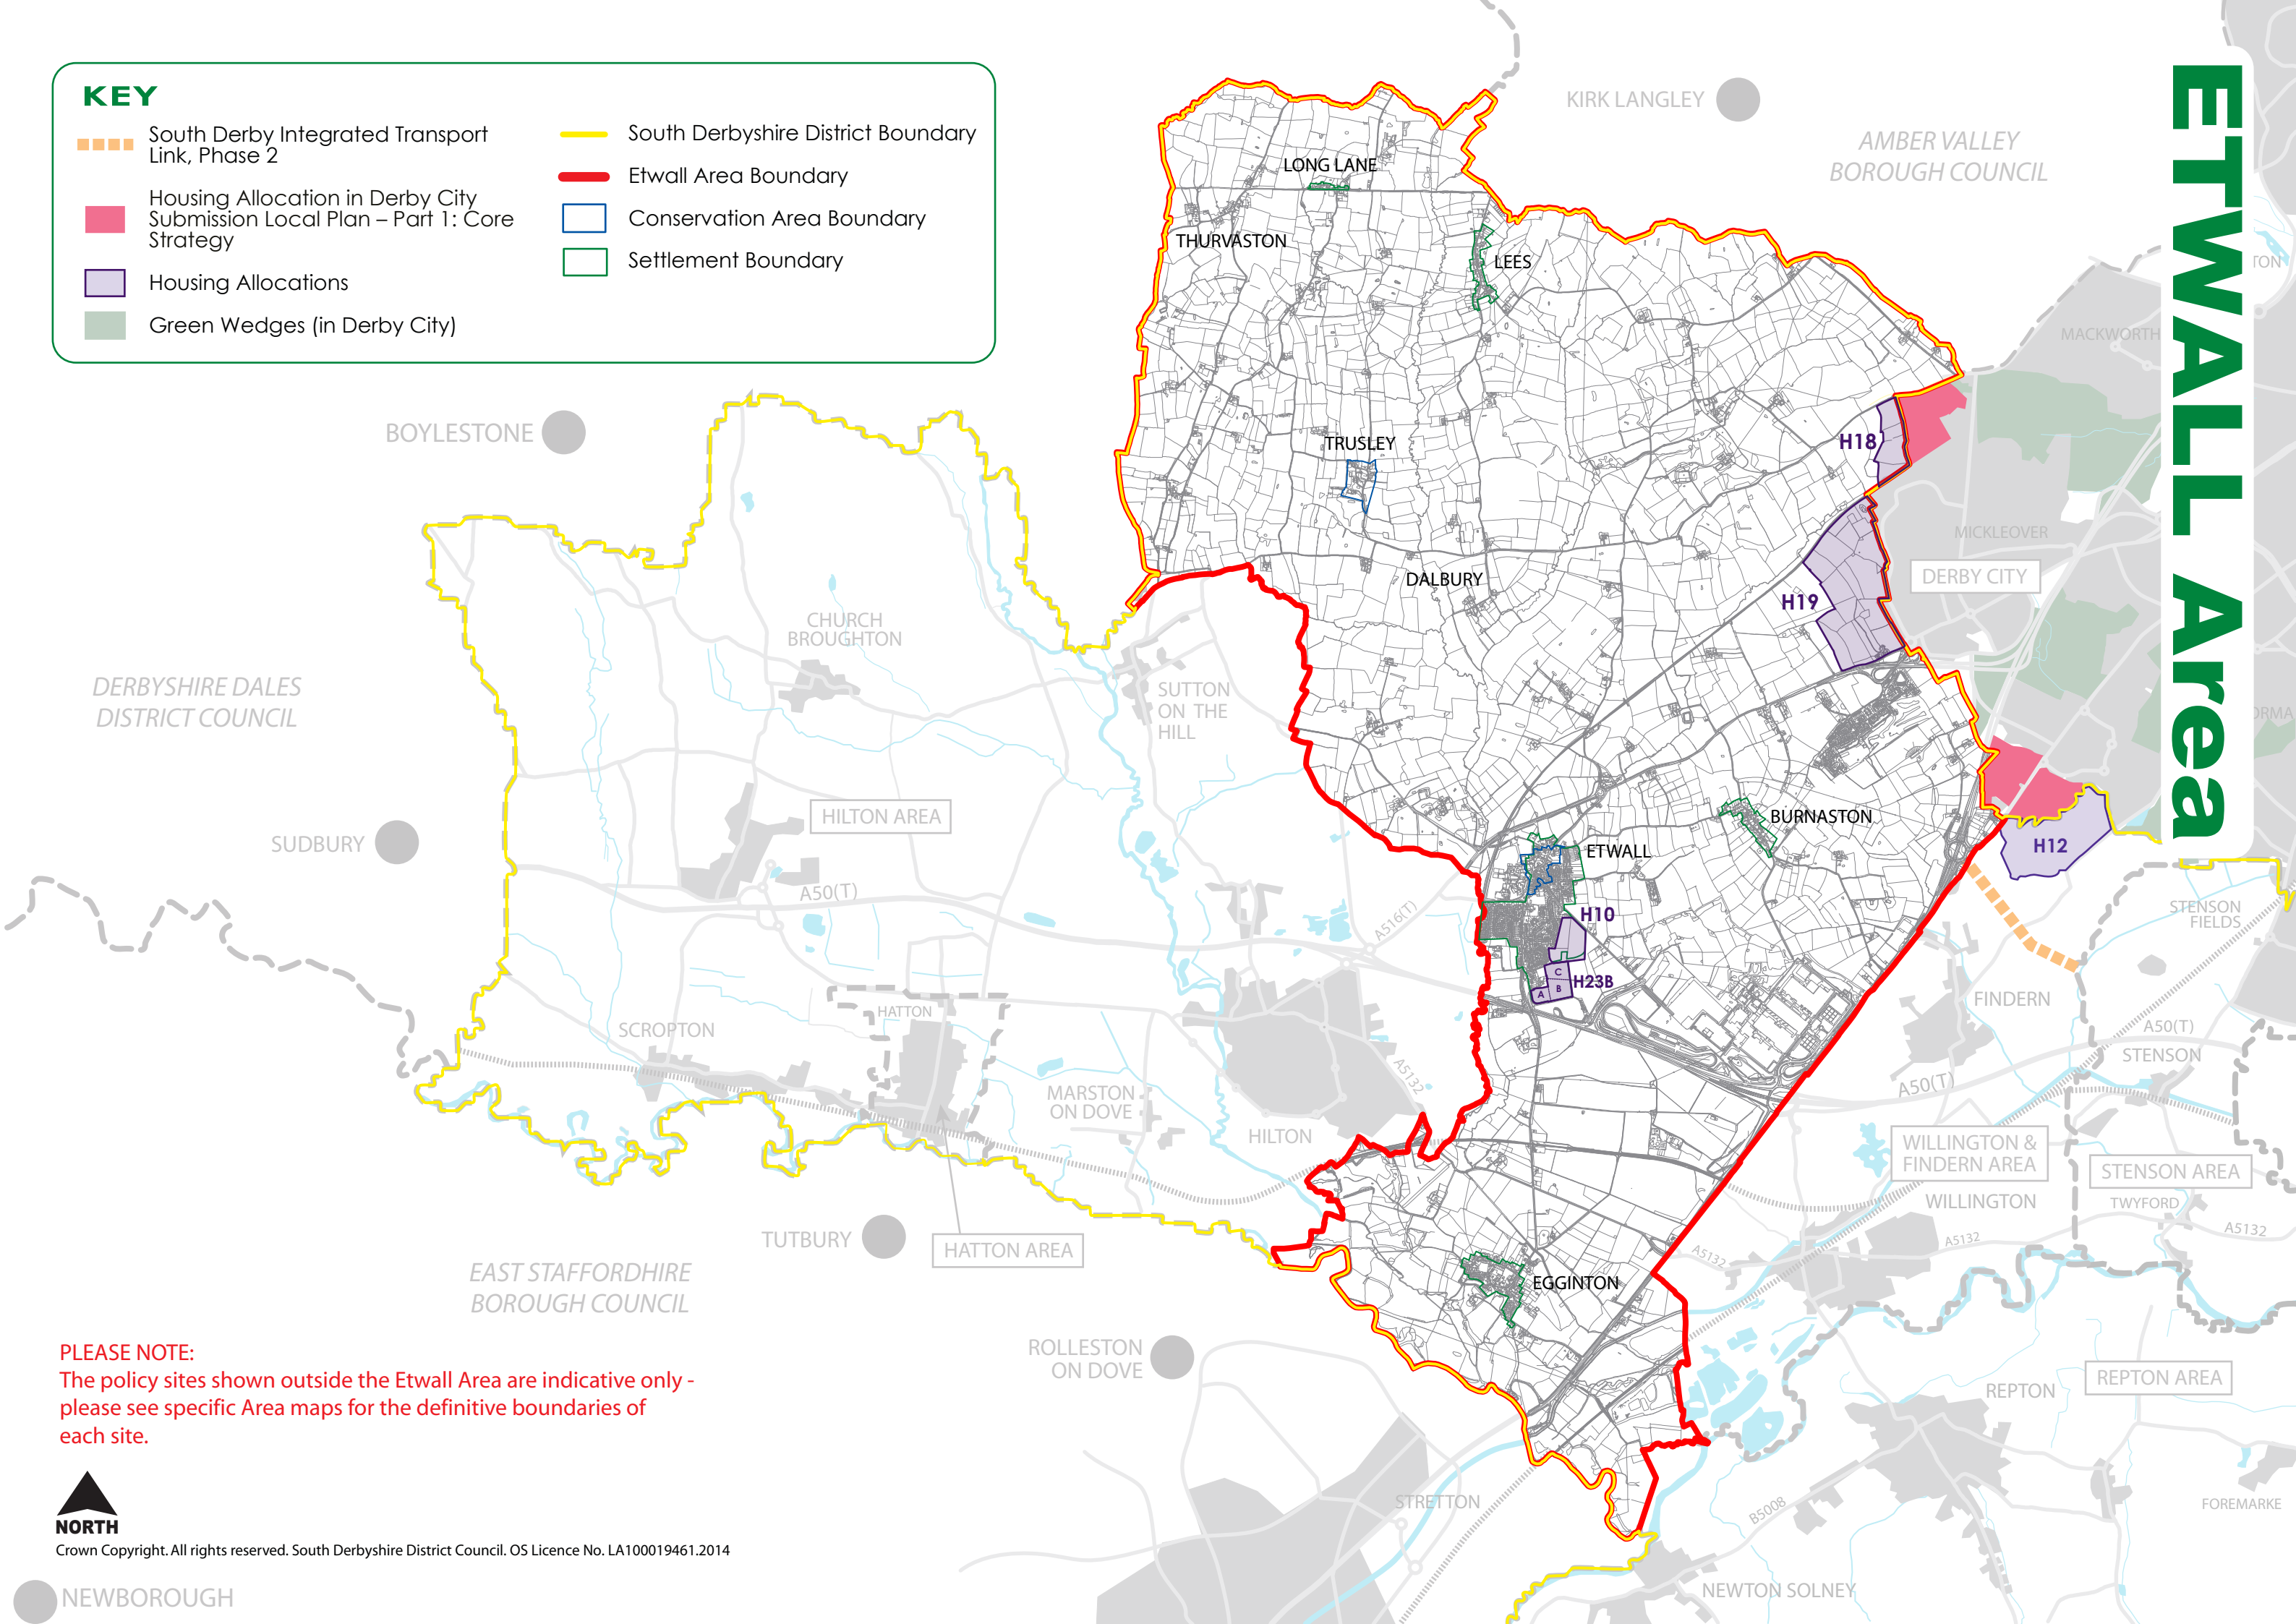 KEY
South Derby Integrated Transport
Link, Phase 2
Housing Allocation in Derby City
Submission Local Plan – Part 1: Core
Strategy
Housing Allocations
Green Wedges (in Derby City)
South Derbyshire District Boundary
Etwall Area Boundary
Conservation Area Boundary
Settlement Boundary
ETWALL Area
KIRK LANGLEY
AMBER VALLEY
BOROUGH COUNCIL
LONG LANE
THURVASTON
LEES
TON
MACKWORTH
BOYLESTONE
TRUSLEY
H18
MICKLEOVER
DERBY CITY
DALBURY
H19
CHURCH
BROUGHTON
DERBYSHIRE DALES
DISTRICT COUNCIL
SUTTON
ON THE
HILL
ORMA
HILTON AREA
SUDBURY
BURNASTON
ETWALL
H12
A50(T)
A516(T)
H10
STENSON
FIELDS
C
B
A
H23B
FINDERN
HATTON
SCROPTON
A50(T)
STENSON
A50(T)
A5132
MARSTON
ON DOVE
HILTON
WILLINGTON &
FINDERN AREA
STENSON AREA
WILLINGTON
TWYFORD
A5132
A5132
A5132
TUTBURY
HATTON AREA
EGGINTON
EAST STAFFORDHIRE
BOROUGH COUNCIL
ROLLESTON
ON DOVE
REPTON
REPTON AREA
PLEASE NOTE:
The policy sites shown outside the Etwall Area are indicative only -
please see specific Area maps for the definitive boundaries of
each site.
STRETTON
B5008
FOREMARKE
NORTH
Crown Copyright. All rights reserved. South Derbyshire District Council. OS Licence No. LA100019461.2014
NEWBOROUGH
NEWTON SOLNEY